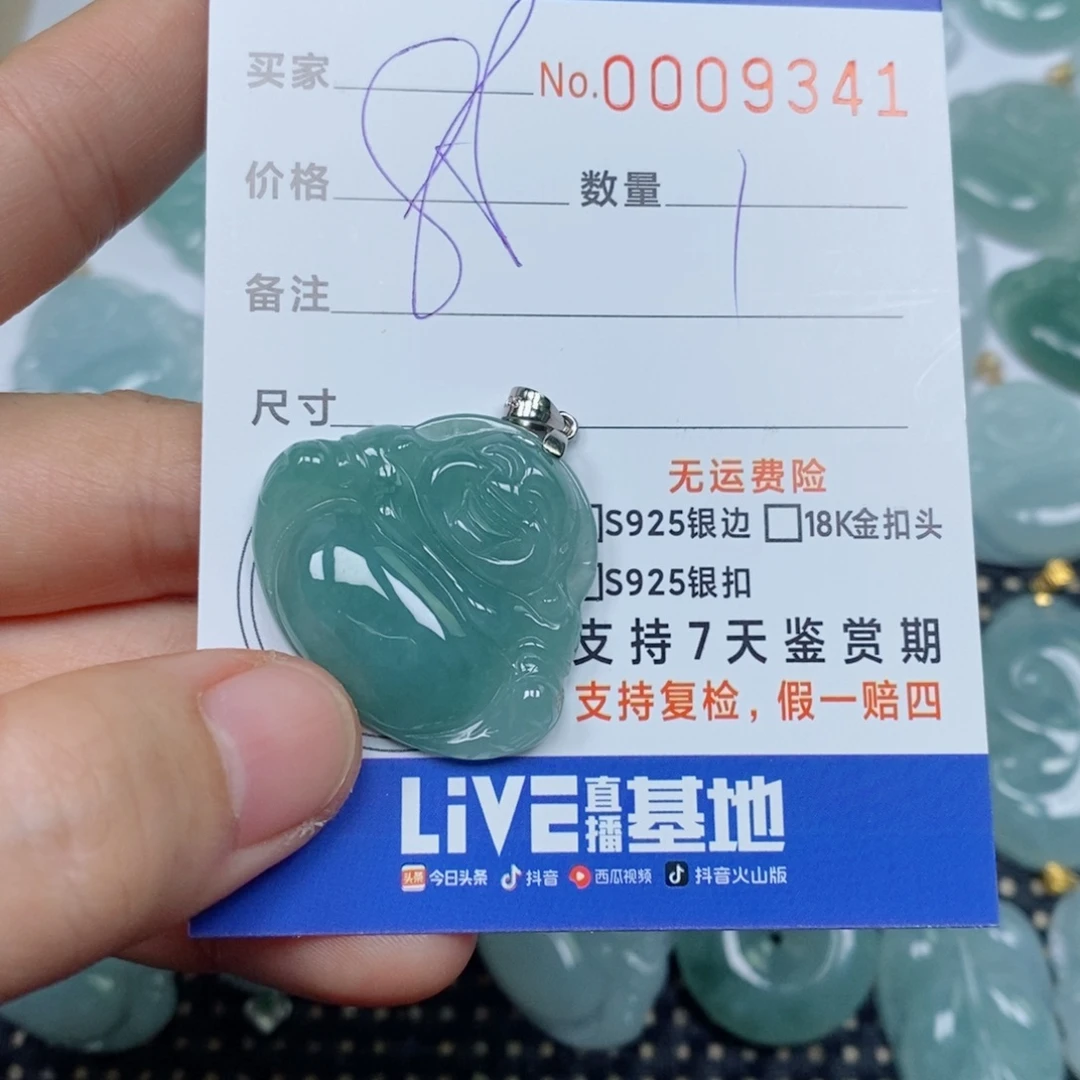 买家 No.0009341
价格 数量 1
备注
尺寸
无运费险
S925银边 □18K金扣头
S925银扣
支持7天鉴赏期
支持复检，假一赔四
LiVE直播基地
头条 今日头条 抖音 西瓜视频 抖音火山版